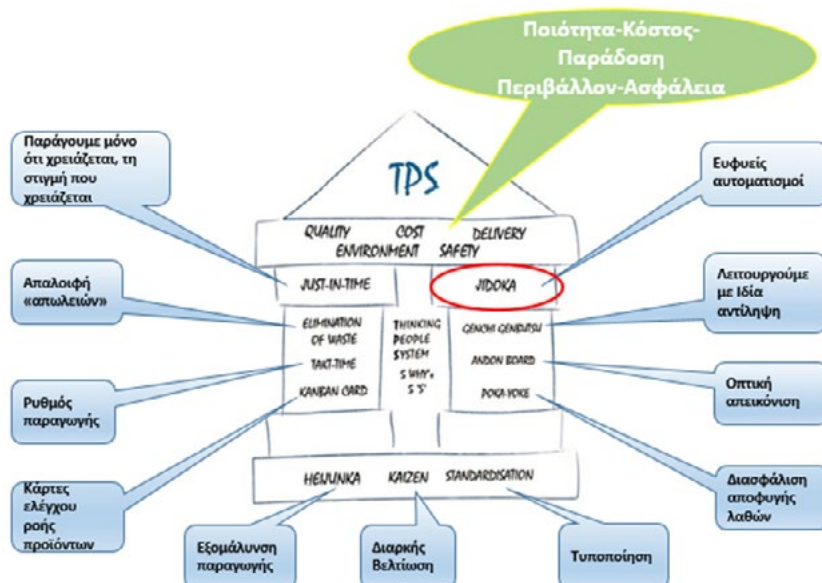 Ποιότητα-Κόστος-
Παράδοση
Περιβάλλον-Ασφάλεια
Παράγουμε μόνο
ότι χρειάζεται, τη
στιγμή που
χρειάζεται
TPS
Ευφυείς
αυτοματισμοί
QUALITY COST DELIVERY
ENVIRONMENT SAFETY
Απαλοιφή
«απωλειών»
JUST-IN-TIME
JIDOKA
Λειτουργούμε
με Ιδία
αντίληψη
ELIMINATION
OF WASTE
TAKT-TIME
KANBAN CARD
THINKING
PEOPLE
SYSTEM
5 WHY's
5 S'
GENCHI GENBUTSU
ANDON BOARD
POKA-YOKE
Ρυθμός
παραγωγής
Οπτική
απεικόνιση
Κάρτες
ελέγχου
ροής
προϊόντων
HEIJUNKA KAIZEN STANDARDISATION
Διασφάλιση
αποφυγής
λαθών
Εξομάλυνση
παραγωγής
Διαρκής
Βελτίωση
Τυποποίηση